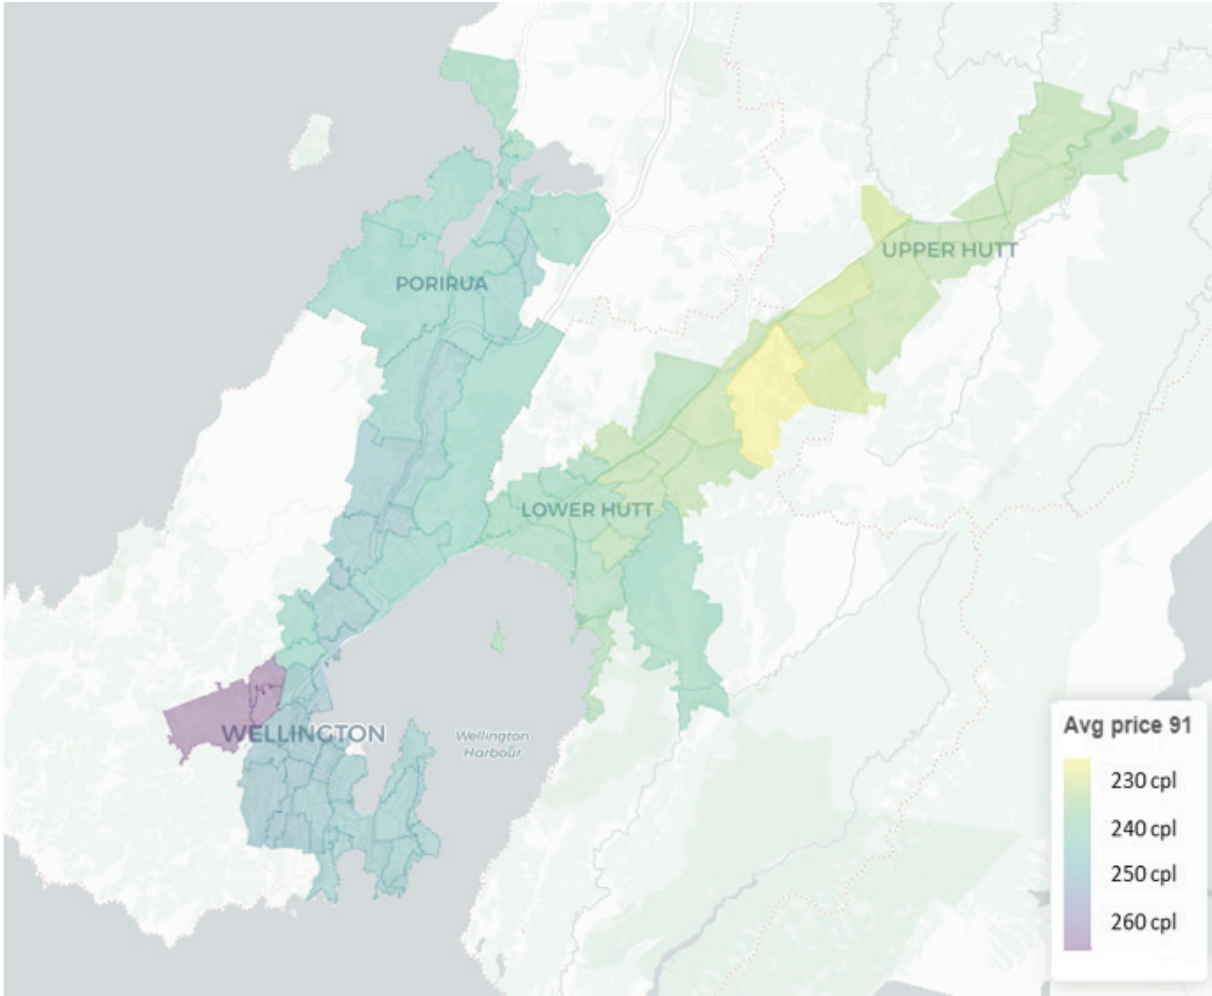 PORIRUA
UPPER HUTT
LOWER HUTT
WELLINGTON
Wellington
Harbour
Avg price 91
230 cpl
240 cpl
250 cpl
260 cpl